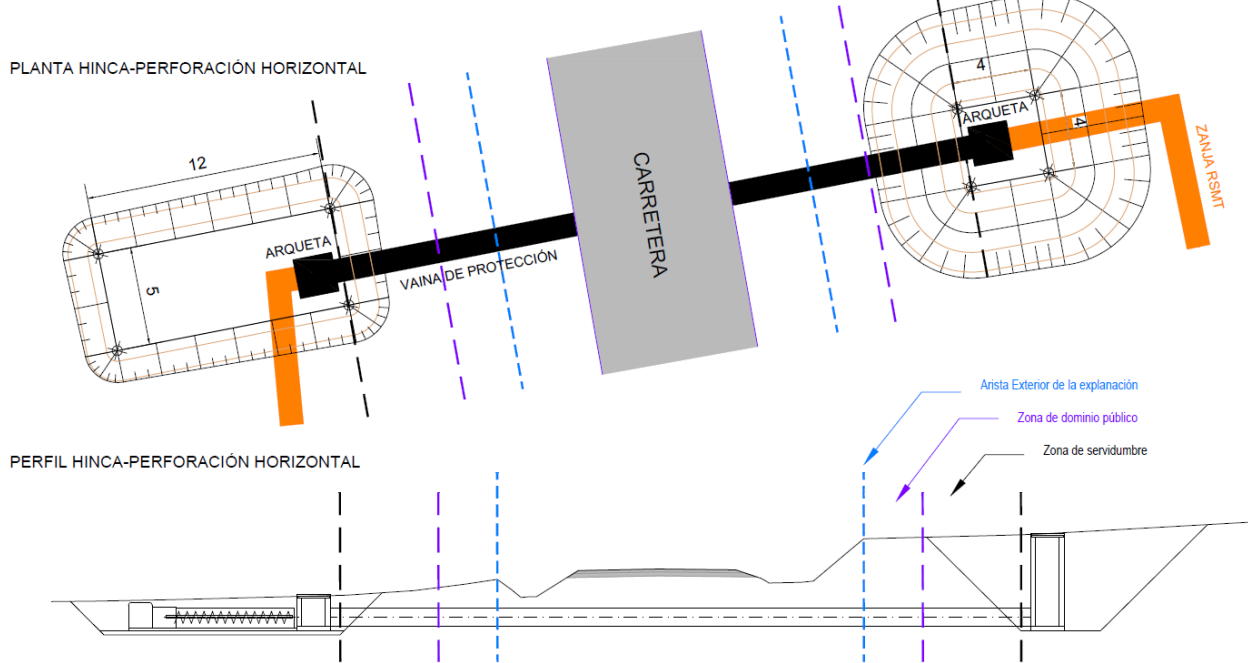 PLANTA HINCA-PERFORACIÓN HORIZONTAL
12
ARQUETA
5
VAINA DE PROTECCIÓN
CARRETERA
4
ARQUETA
4
ZANJA RSMT
Arista Exterior de la explanación
Zona de dominio público
Zona de servidumbre
PERFIL HINCA-PERFORACIÓN HORIZONTAL